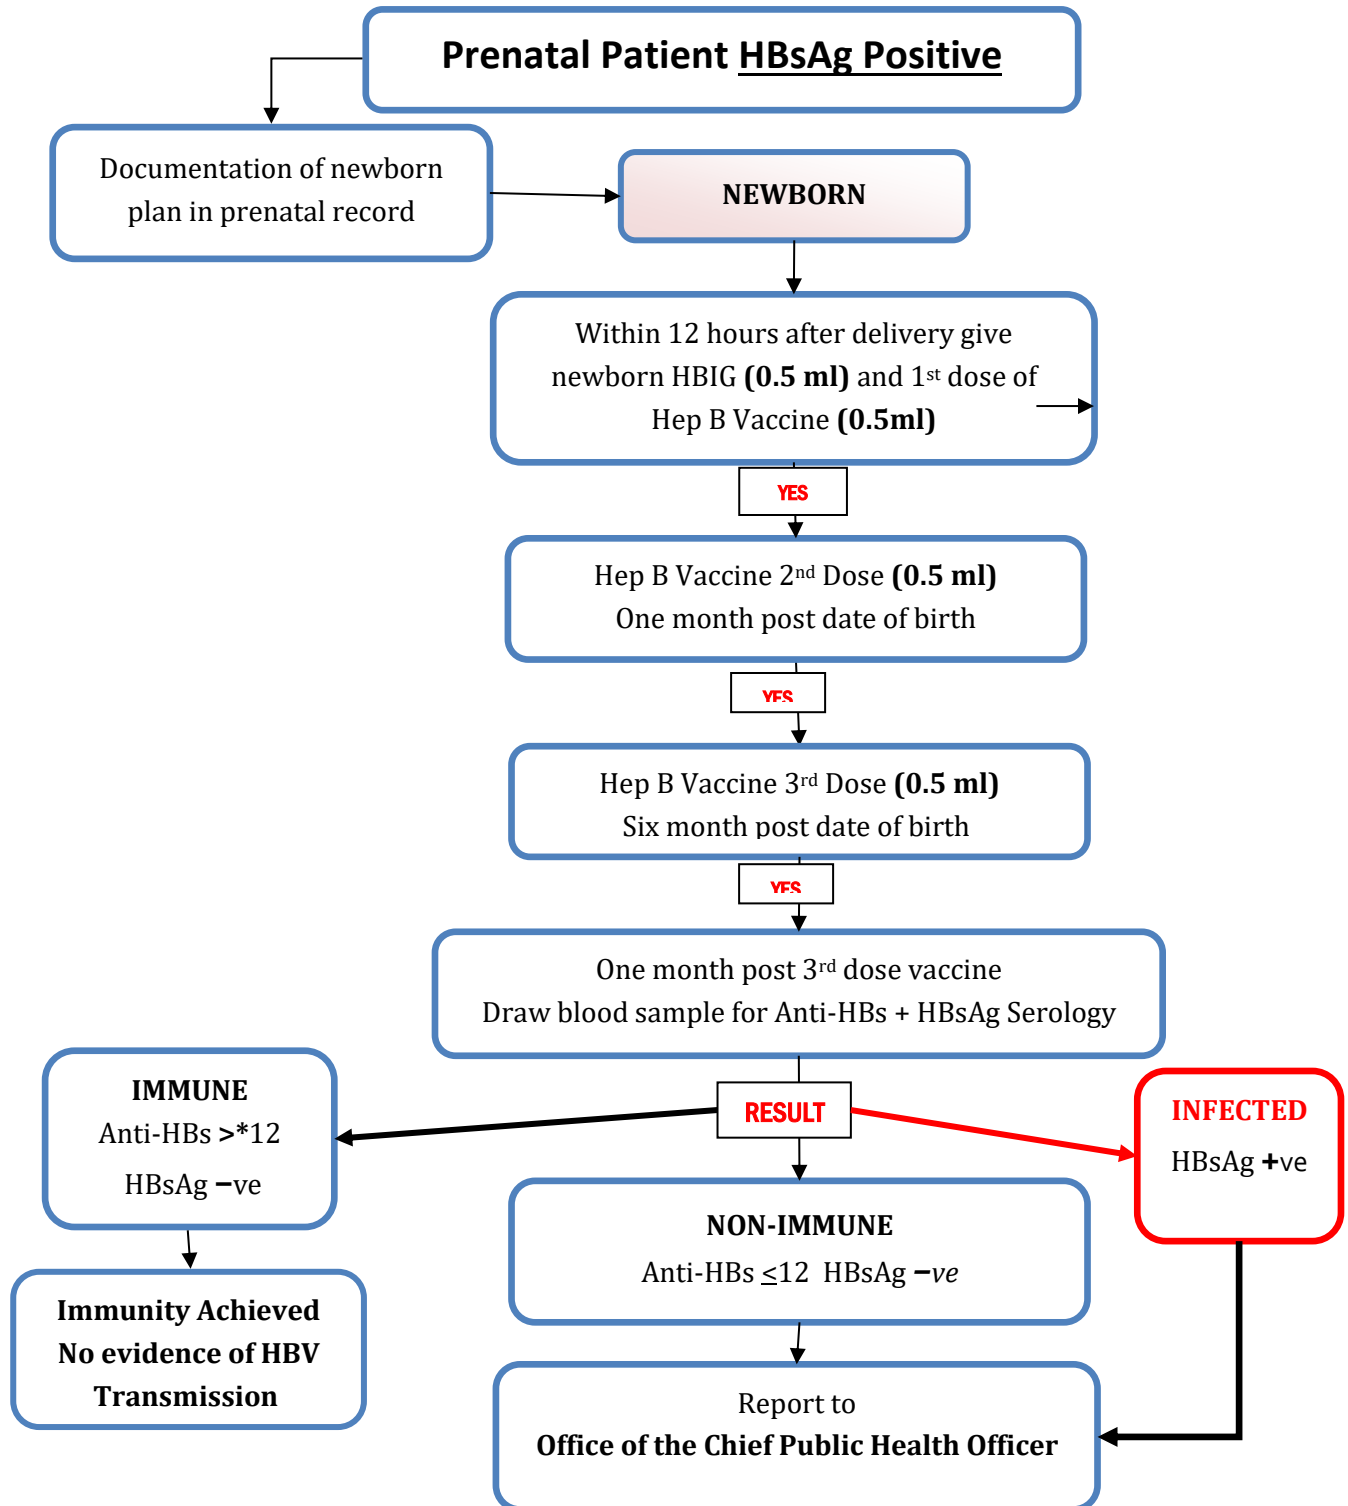 Prenatal Patient HBsAg Positive
Documentation of newborn
plan in prenatal record
NEWBORN
Within 12 hours after delivery give
newborn HBIG (0.5 ml) and 1st dose of
Hep B Vaccine (0.5ml)
YES
Hep B Vaccine 2nd Dose (0.5 ml)
One month post date of birth
YES
Hep B Vaccine 3rd Dose (0.5 ml)
Six month post date of birth
YES
One month post 3rd dose vaccine
Draw blood sample for Anti-HBs + HBsAg Serology
RESULT
IMMUNE
Anti-HBs >*12
HBsAg –ve
INFECTED
HBsAg +ve
NON-IMMUNE
Anti-HBs ≤12 HBsAg –ve
Immunity Achieved
No evidence of HBV
Transmission
Report to
Office of the Chief Public Health Officer